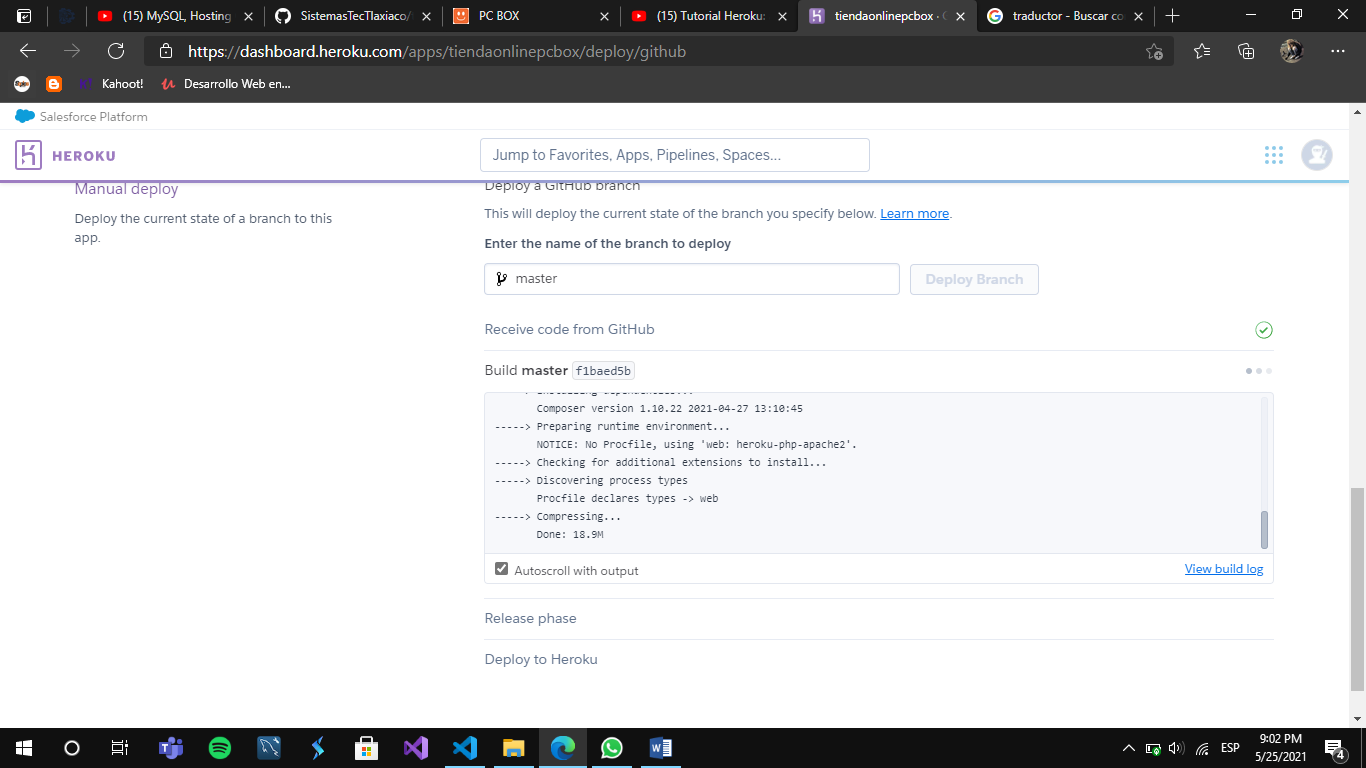 (15) MySQL, Hosting
SistemasTecTlaxiaco/
PC BOX
(15) Tutorial Heroku:
tiendaonlinepcbox ·
traductor - Buscar co
https://dashboard.heroku.com/apps/tiendaonlinepcbox/deploy/github
Kahoot!
Desarrollo Web en...
Salesforce Platform
HEROKU
Jump to Favorites, Apps, Pipelines, Spaces...
Manual deploy
Deploy the current state of a branch to this
app.
Deploy a GitHub branch
This will deploy the current state of the branch you specify below. Learn more.
Enter the name of the branch to deploy
master
Deploy Branch
Receive code from GitHub
Build master f1baed5b
-----> Installing dependencies...
Composer version 1.10.22 2021-04-27 13:10:45
-----> Preparing runtime environment...
NOTICE: No Procfile, using 'web: heroku-php-apache2'.
-----> Checking for additional extensions to install...
-----> Discovering process types
Procfile declares types -> web
-----> Compressing...
Done: 18.9M
Autoscroll with output
View build log
Release phase
Deploy to Heroku
ESP
9:02 PM
5/25/2021
4